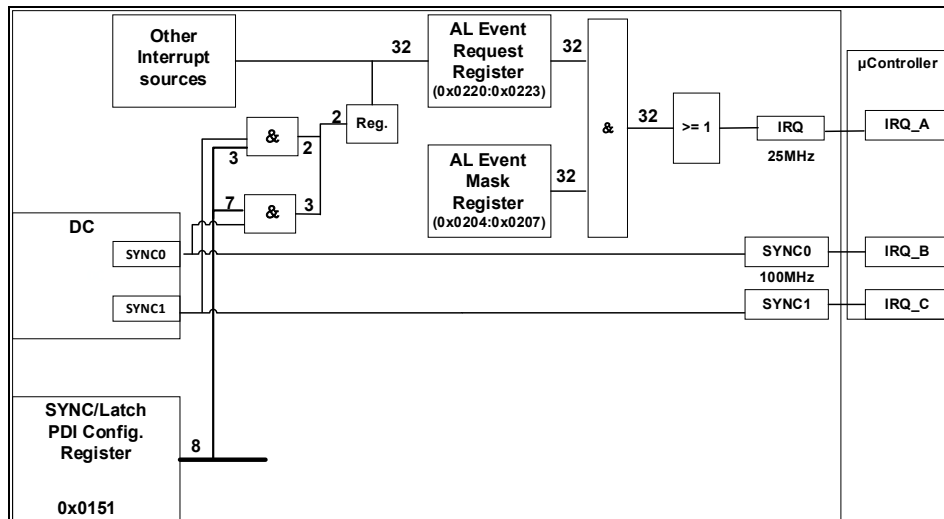 Other
Interrupt
sources
32
AL Event
Request
Register
(0x0220:0x0223)
32
µController
2
Reg.
&
3
2
&
32
>= 1
IRQ
25MHz
IRQ_A
AL Event
Mask
Register
(0x0204:0x0207)
32
7
&
3
DC
SYNC0
SYNC0
IRQ_B
100MHz
SYNC1
SYNC1
IRQ_C
SYNC/Latch
PDI Config.
Register
0x0151
8